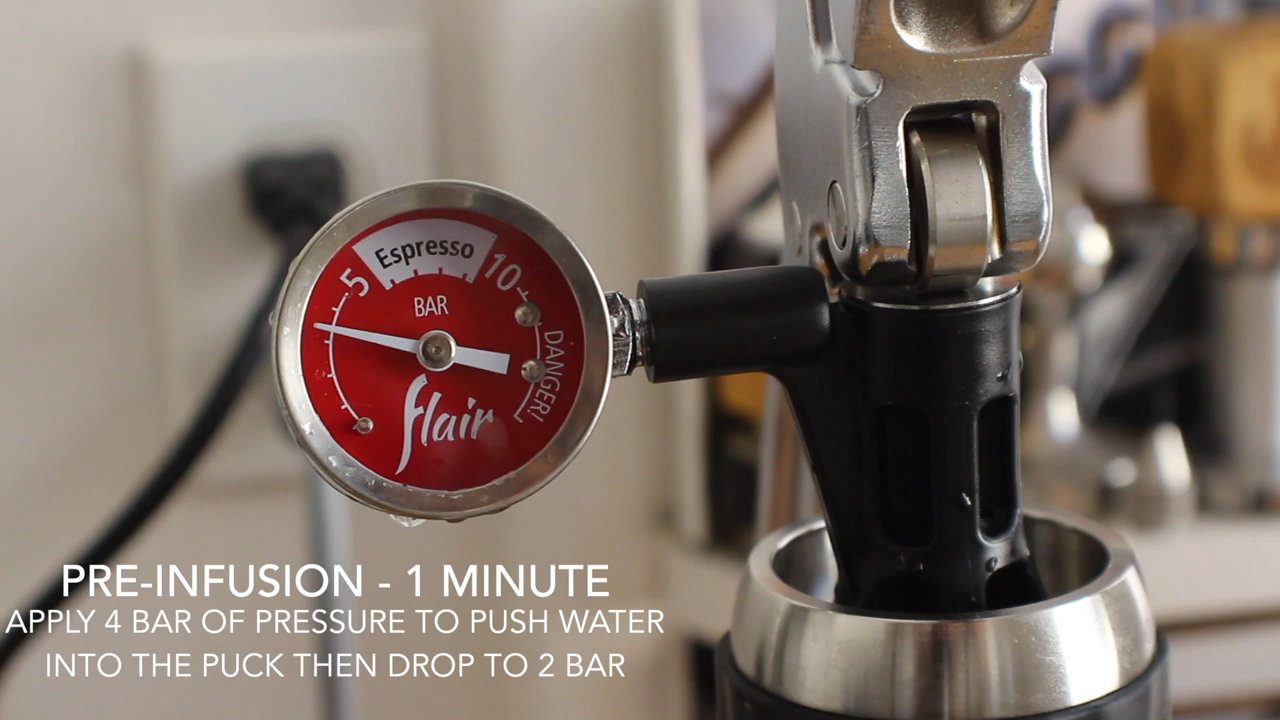 Espresso
5
10
BAR
DANGER!
flair
PRE-INFUSION - 1 MINUTE
APPLY 4 BAR OF PRESSURE TO PUSH WATER
INTO THE PUCK THEN DROP TO 2 BAR